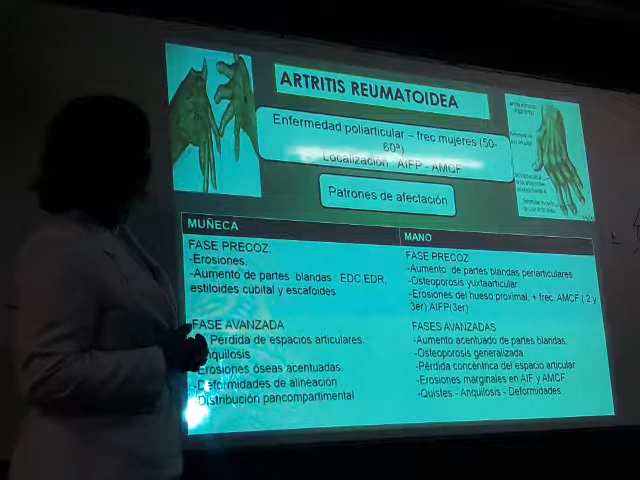 ARTRITIS REUMATOIDEA
Enfermedad poliarticular – frec mujeres (50-
60ª)
Localización : AIFP - AMCF
Patrones de afectación
MUÑECA
FASE PRECOZ:
-Erosiones.
-Aumento de partes blandas : EDC,EDR,
estiloides cubital y escafoides
FASE AVANZADA
Pérdida de espacios articulares.
-Erosiones óseas acentuadas.
-Deformidades de alineación
-Distribución pancompartimental
MANO
FASE PRECOZ
-Aumento de partes blandas periarticulares.
-Osteoporosis yuxtaarticular.
-Erosiones del hueso proximal, + frec. AMCF ( 2 y
3er),AIFP(3er)
FASES AVANZADAS
-Aumento acentuado de partes blandas.
-Osteoporosis generalizada
-Pérdida concéntrica del espacio articular
-Erosiones marginales en AIF y AMCF
-Quistes - Anquilosis - Deformidades.